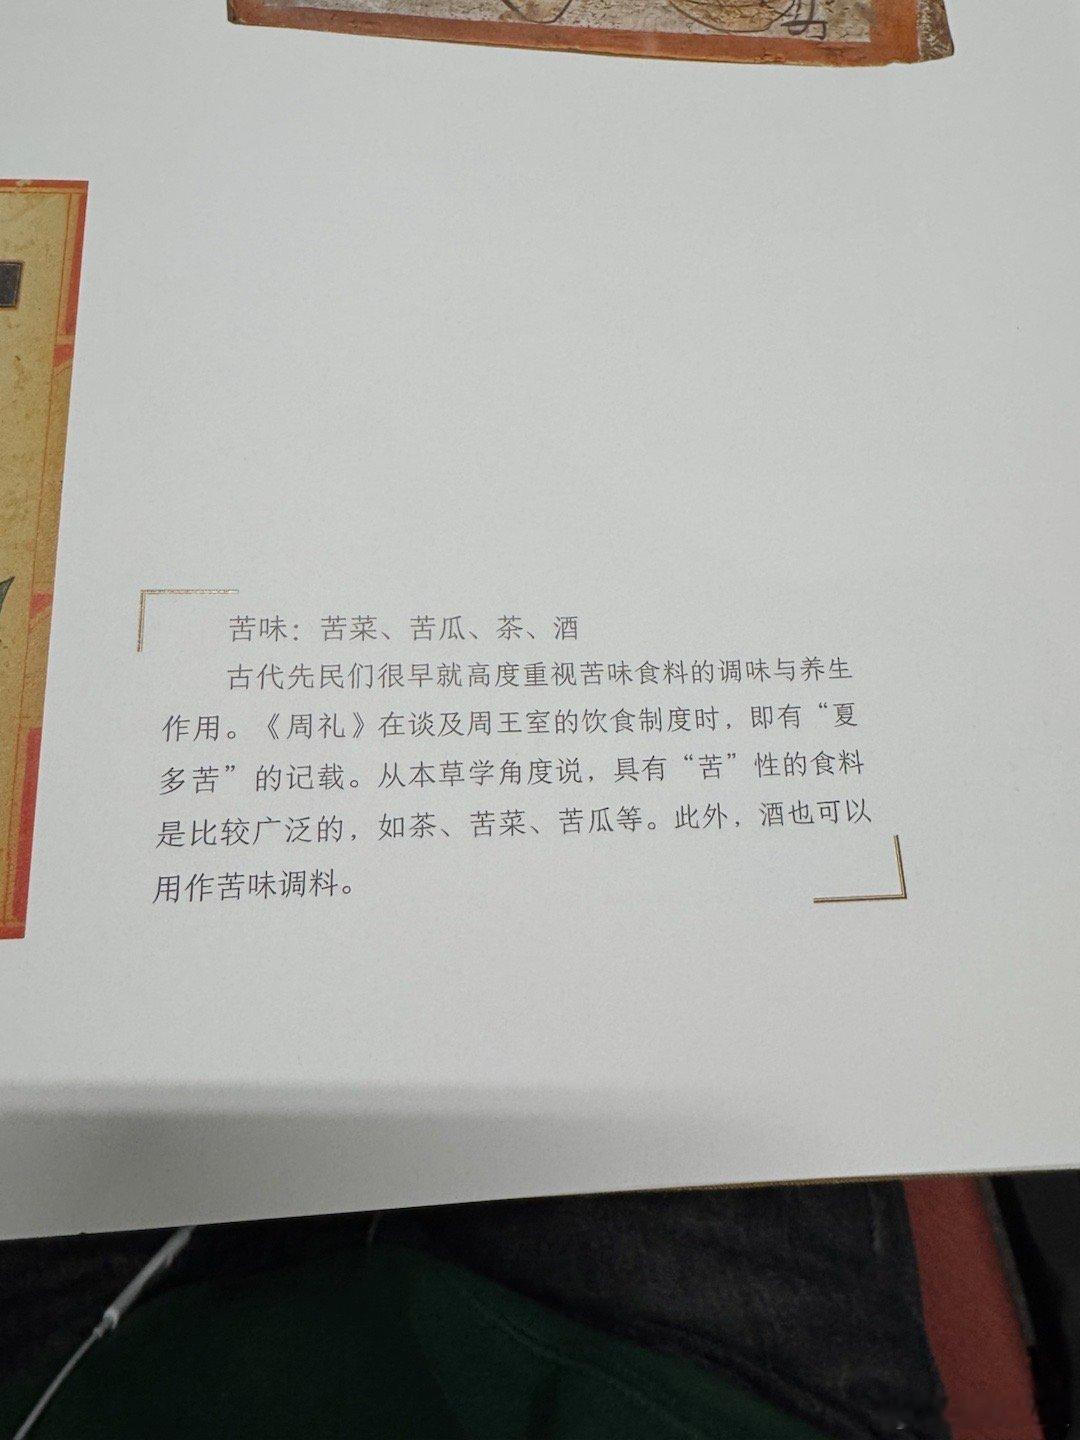 苦味：苦菜、苦瓜、茶、酒
古代先民们很早就高度重视苦味食料的调味与养生
作用。《周礼》在谈及周王室的饮食制度时，即有“夏
多苦”的记载。从本草学角度说，具有“苦”性的食料
是比较广泛的，如茶、苦菜、苦瓜等。此外，酒也可以
用作苦味调料。